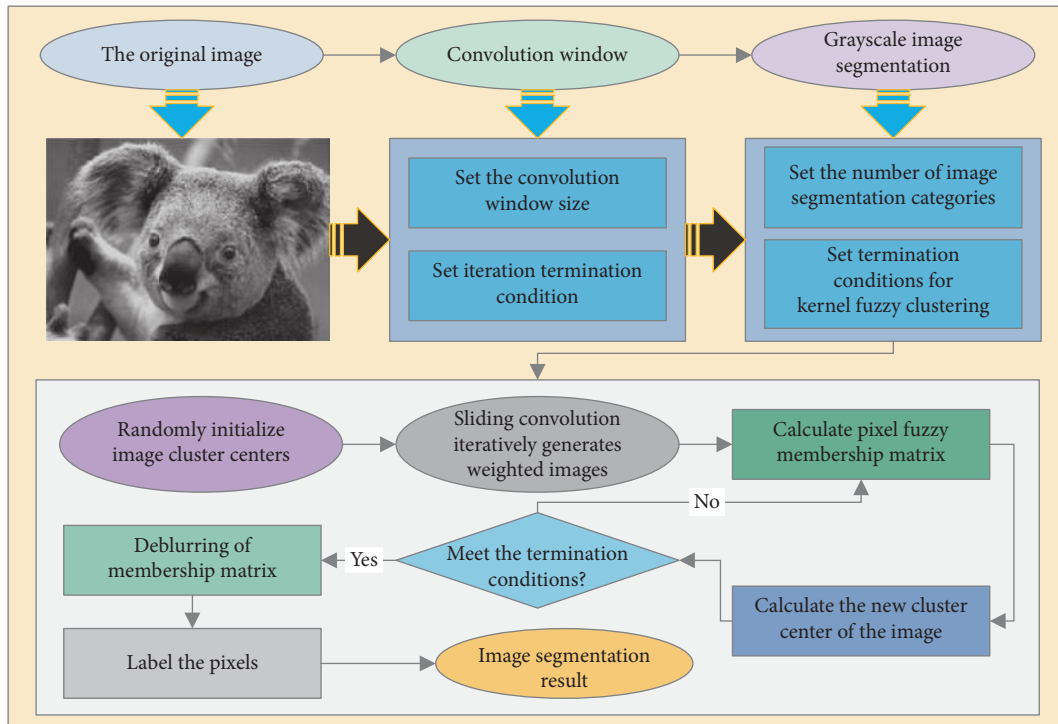 The original image
Convolution window
Grayscale image
segmentation
Set the convolution
window size
Set iteration termination
condition
Set the number of image
segmentation categories
Set termination
conditions for
kernel fuzzy clustering
Randomly initialize
image cluster centers
Sliding convolution
iteratively generates
weighted images
Calculate pixel fuzzy
membership matrix
No
Deblurring of
membership matrix
Yes
Meet the termination
conditions?
Calculate the new cluster
center of the image
Label the pixels
Image segmentation
result